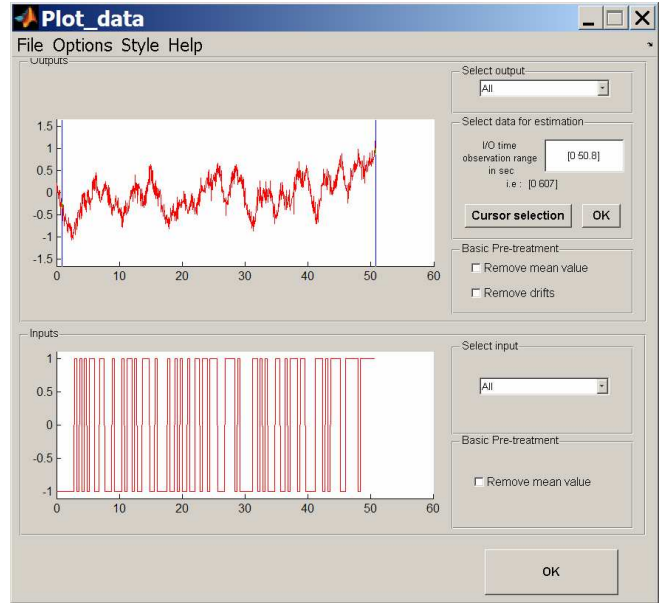 Plot_data
File Options Style Help
Outputs
1.5
1
0.5
0
-0.5
-1
-1.5
0 10 20 30 40 50 60
Select output
All
Select data for estimation
I/O time
observation range
in sec
i.e : [0 607]
[0 50.8]
Cursor selection OK
Basic Pre-treatment
Remove mean value
Remove drifts
Inputs
1
0.5
0
-0.5
-1
0 10 20 30 40 50 60
Select input
All
Basic Pre-treatment
Remove mean value
OK